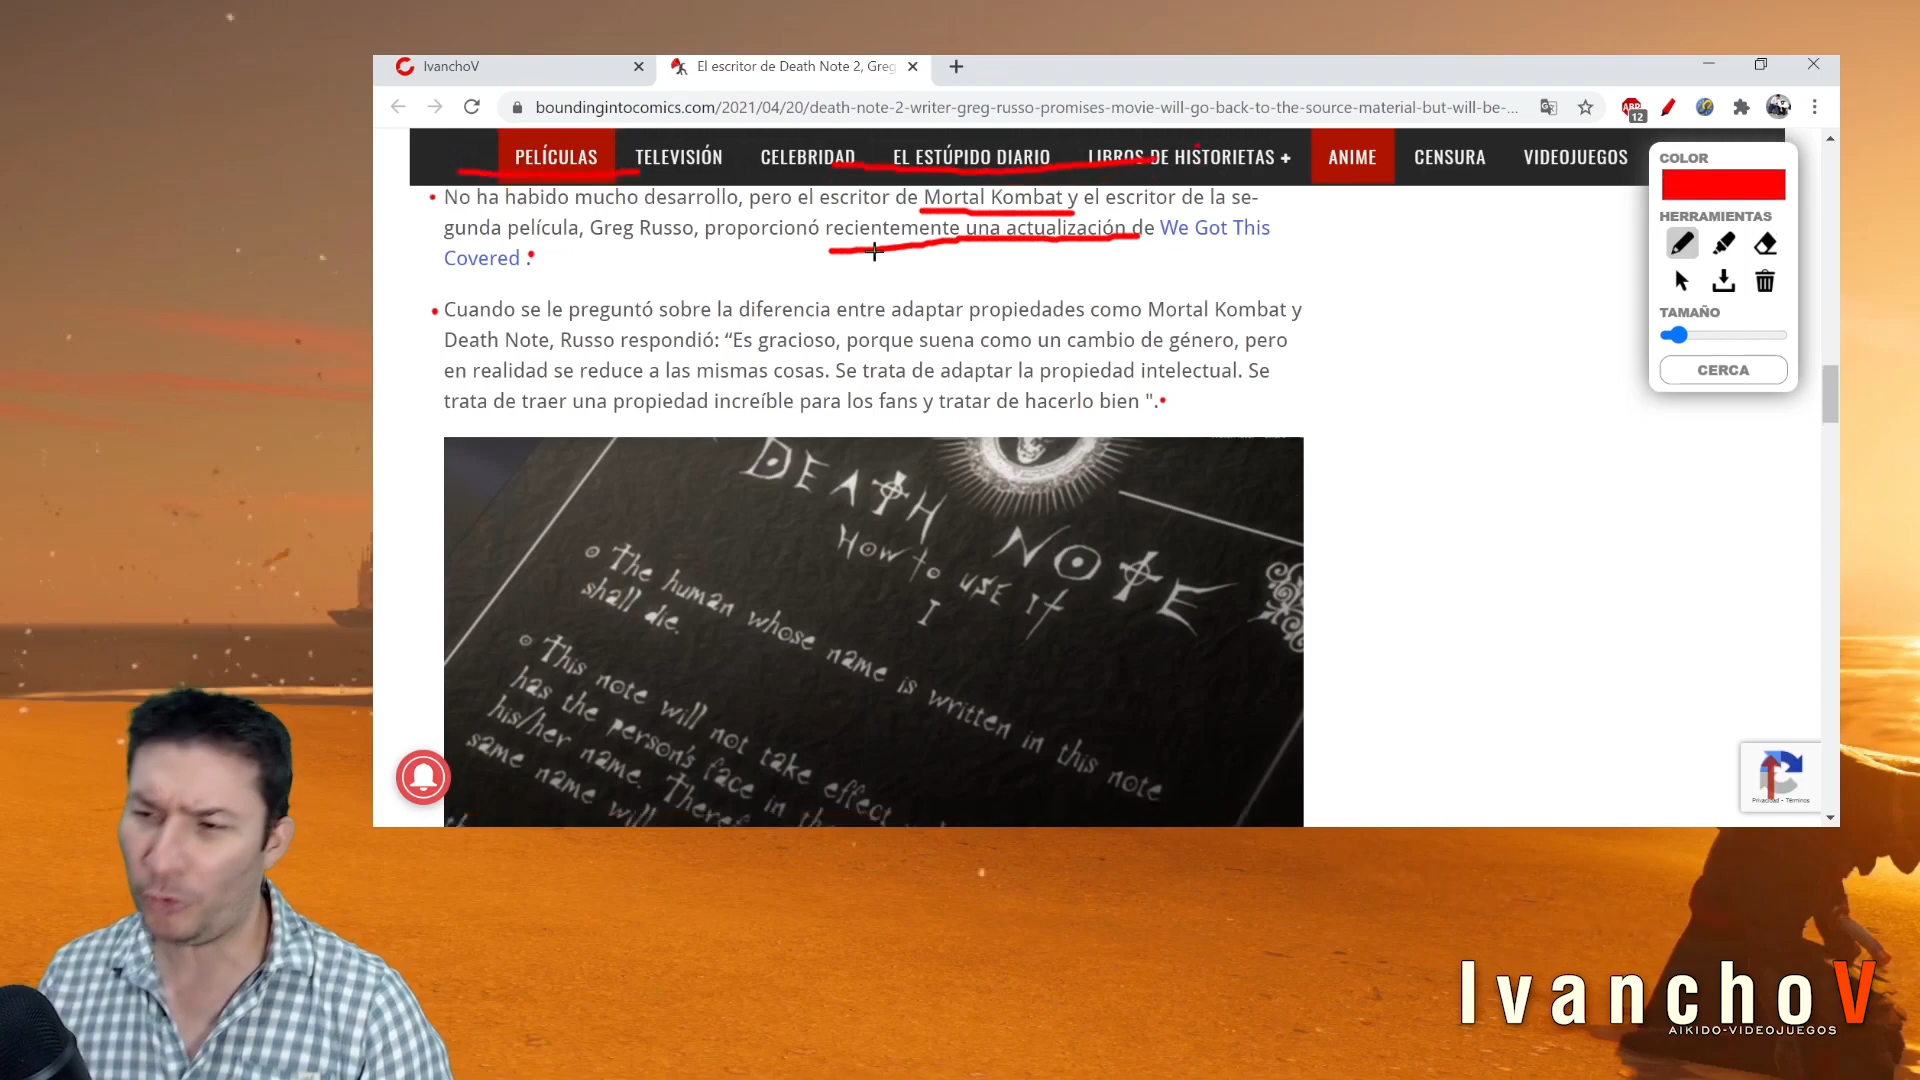 IvanchoV
El escritor de Death Note 2, Greg
boundingintocomics.com/2021/04/20/death-note-2-writer-greg-russo-promises-movie-will-go-back-to-the-source-material-but-will-be-...
ABP
12
PELÍCULAS TELEVISIÓN CELEBRIDAD EL ESTÚPIDO DIARIO LIBROS DE HISTORIETAS + ANIME CENSURA VIDEOJUEGOS
COLOR
HERRAMIENTAS
TAMAÑO
CERCA
No ha habido mucho desarrollo, pero el escritor de Mortal Kombat y el escritor de la se-
gunda película, Greg Russo, proporcionó recientemente una actualización de We Got This
Covered .
Cuando se le preguntó sobre la diferencia entre adaptar propiedades como Mortal Kombat y
Death Note, Russo respondió: “Es gracioso, porque suena como un cambio de género, pero
en realidad se reduce a las mismas cosas. Se trata de adaptar la propiedad intelectual. Se
trata de traer una propiedad increíble para los fans y tratar de hacerlo bien ".
DEATH NOTE
How to use it
I
The human whose name is written in this note
shall die.
This note will not take effect
has the person's face in
his/her name. Theref
same name will
Privacidad • Términos
IvanchoV
AIKIDO-VIDEOJUEGOS